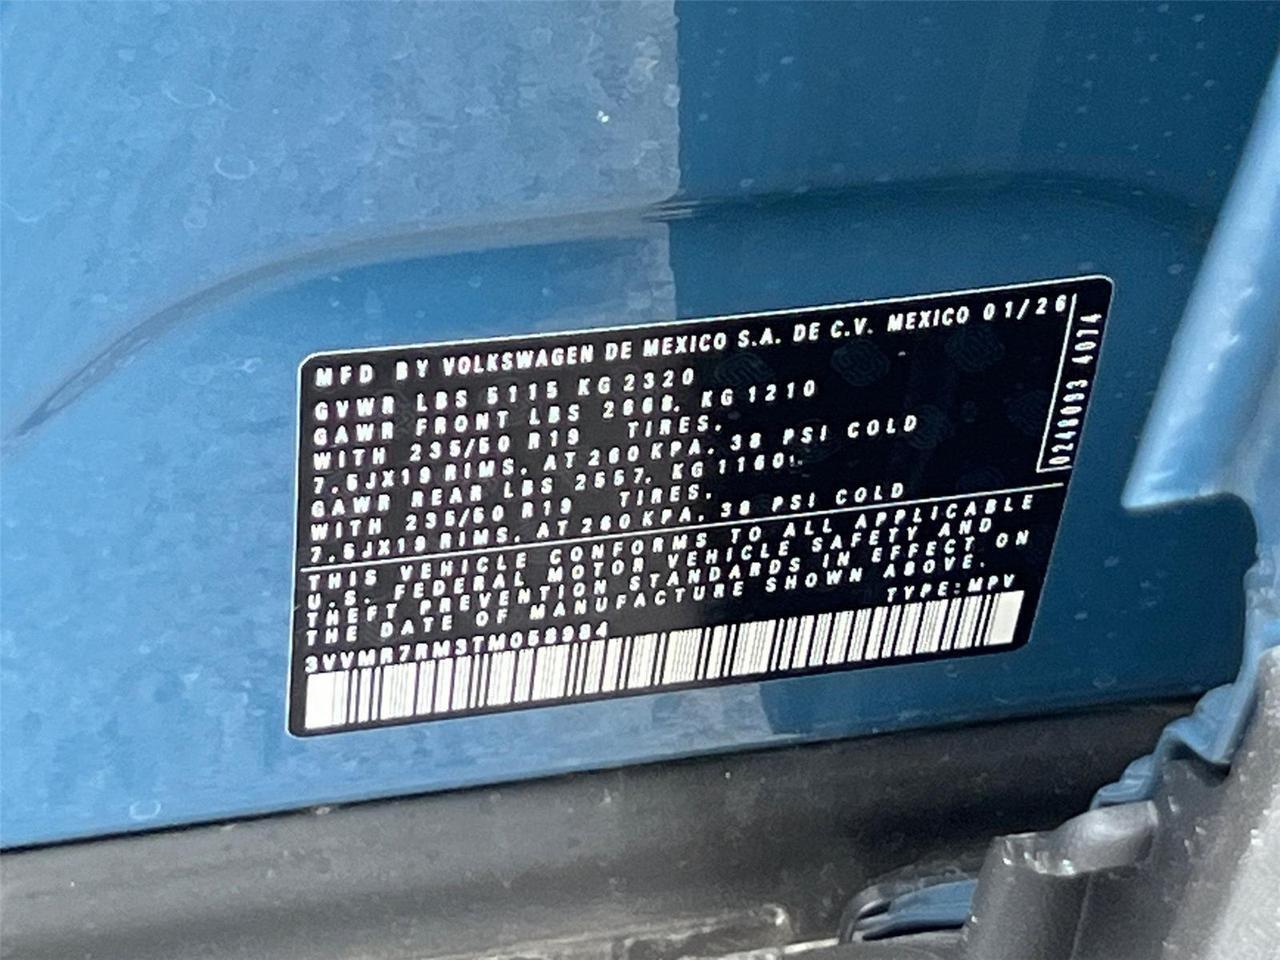 MFD BY VOLKSWAGEN DE MEXICO S.A. DE C.V. MEXICO 01/26
GVWR LBS 5115 KG 2320
GAWR FRONT LBS 2668. KG 1210
WITH 235/50 R19 TIRES.
7.5JX19 RIMS. AT 260 KPA. 38 PSI COLD
GAWR REAR LBS 2557. KG 1160.
WITH 235/50 R19 TIRES.
7.5JX19 RIMS. AT 260 KPA. 38 PSI COLD
THIS VEHICLE CONFORMS TO ALL APPLICABLE
U.S. FEDERAL MOTOR VEHICLE SAFETY AND
THEFT PREVENTION STANDARDS IN EFFECT ON
THE DATE OF MANUFACTURE SHOWN ABOVE.
3VVMR7RM3TM058984 TYPE:MPV